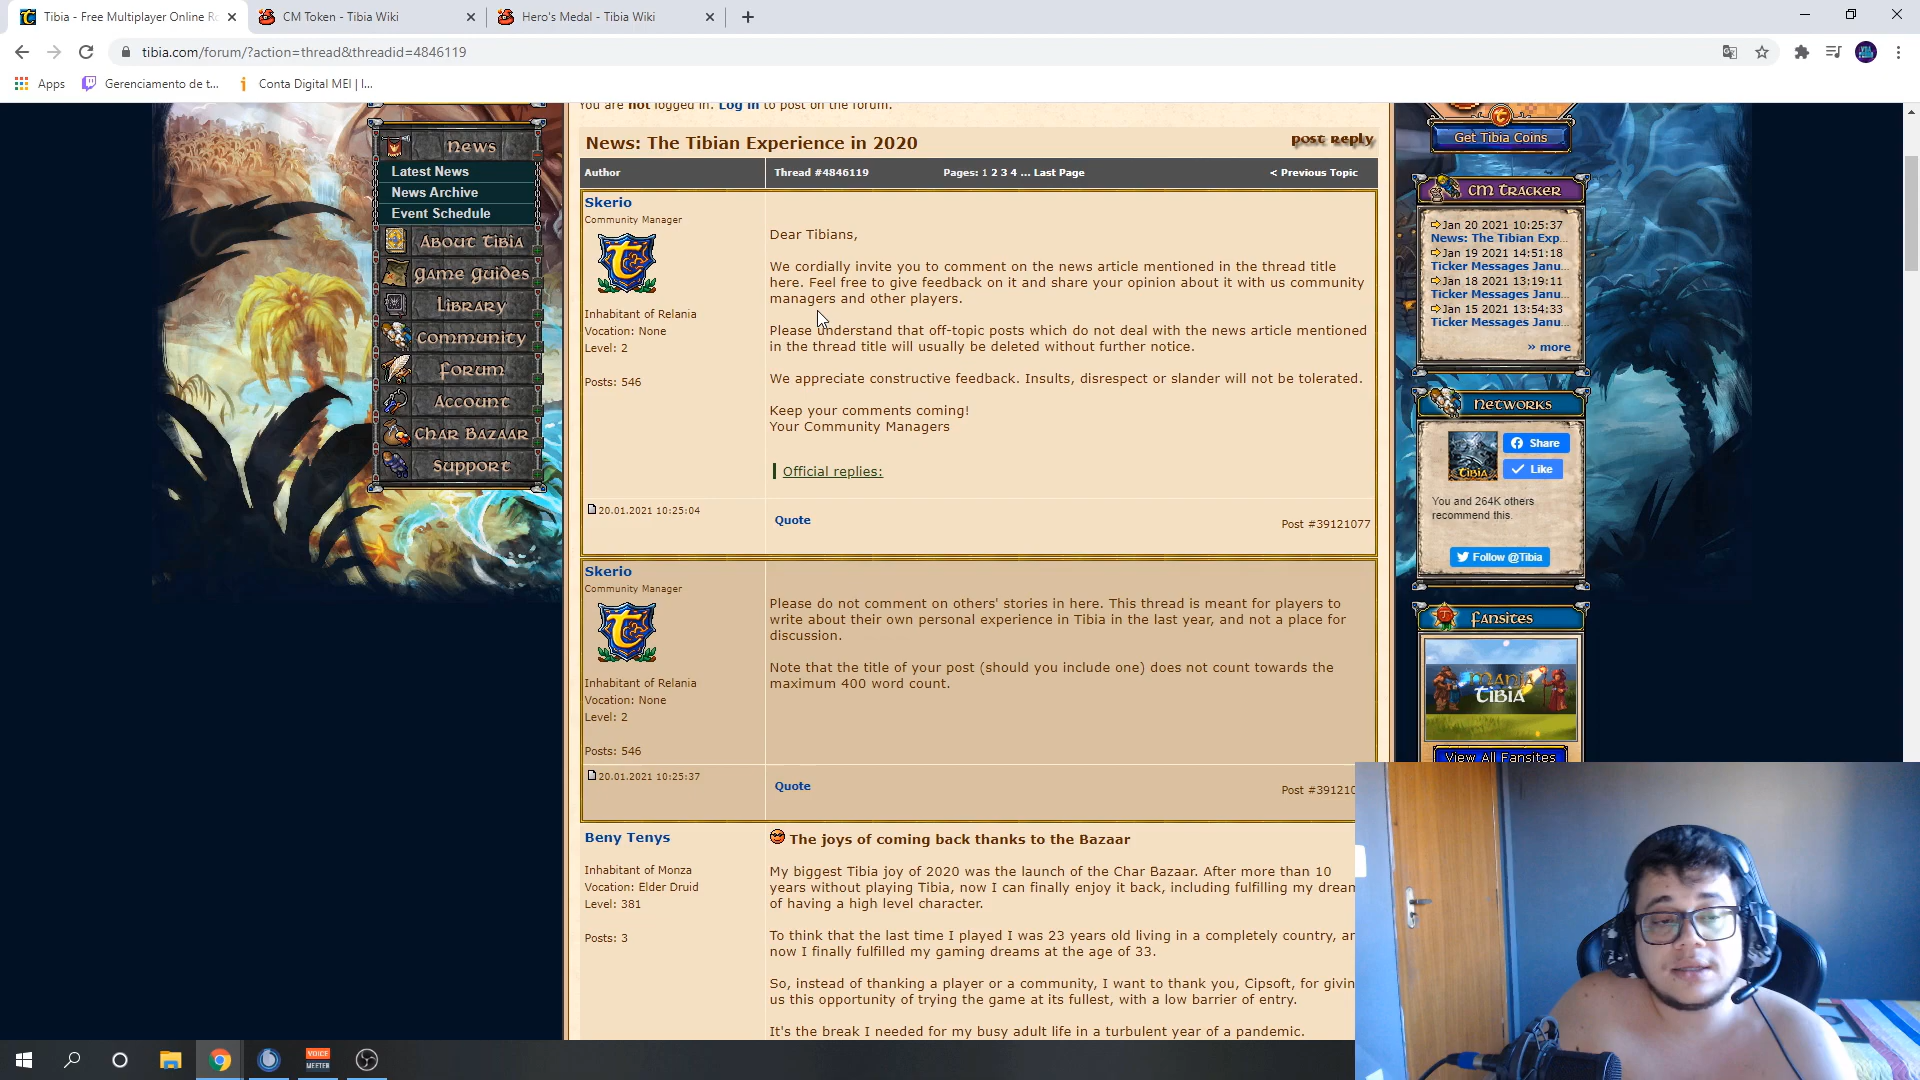 Tibia - Free Multiplayer Online Ro
CM Token - Tibia Wiki
Hero's Medal - Tibia Wiki
tibia.com/forum/?action=thread&threadid=4846119
Apps
Gerenciamento de t...
Conta Digital MEI | I...
You are not logged in. Log in to post on the forum.
News: The Tibian Experience in 2020
post reply
Author
Thread #4846119
Pages: 1 2 3 4 ... Last Page
< Previous Topic
Skerio
Community Manager
Inhabitant of Relania
Vocation: None
Level: 2
Posts: 546
Dear Tibians,
We cordially invite you to comment on the news article mentioned in the thread title
here. Feel free to give feedback on it and share your opinion about it with us community
managers and other players.
Please understand that off-topic posts which do not deal with the news article mentioned
in the thread title will usually be deleted without further notice.
We appreciate constructive feedback. Insults, disrespect or slander will not be tolerated.
Keep your comments coming!
Your Community Managers
Official replies:
20.01.2021 10:25:04
Quote
Post #39121077
Skerio
Community Manager
Inhabitant of Relania
Vocation: None
Level: 2
Posts: 546
Please do not comment on others' stories in here. This thread is meant for players to
write about their own personal experience in Tibia in the last year, and not a place for
discussion.
Note that the title of your post (should you include one) does not count towards the
maximum 400 word count.
20.01.2021 10:25:37
Quote
Post #391210
Beny Tenys
Inhabitant of Monza
Vocation: Elder Druid
Level: 381
Posts: 3
The joys of coming back thanks to the Bazaar
My biggest Tibia joy of 2020 was the launch of the Char Bazaar. After more than 10
years without playing Tibia, now I can finally enjoy it back, including fulfilling my dream
of having a high level character.
To think that the last time I played I was 23 years old living in a completely country, an
now I finally fulfilled my gaming dreams at the age of 33.
So, instead of thanking a player or a community, I want to thank you, Cipsoft, for givin
us this opportunity of trying the game at its fullest, with a low barrier of entry.
It's the break I needed for my busy adult life in a turbulent year of a pandemic.
News
Latest News
News Archive
Event Schedule
About Tibia
Game Guides
Library
Community
Forum
Account
Char Bazaar
Support
Get Tibia Coins
CM Tracker
Jan 20 2021 10:25:37
News: The Tibian Exp...
Jan 19 2021 14:51:18
Ticker Messages Janu...
Jan 18 2021 13:19:11
Ticker Messages Janu...
Jan 15 2021 13:54:33
Ticker Messages Janu...
» more
Networks
TIBIA
Share
Like
You and 264K others
recommend this.
Follow @Tibia
Fansites
MANIA
TIBIA
View All Fansites
VOICE
MEETER